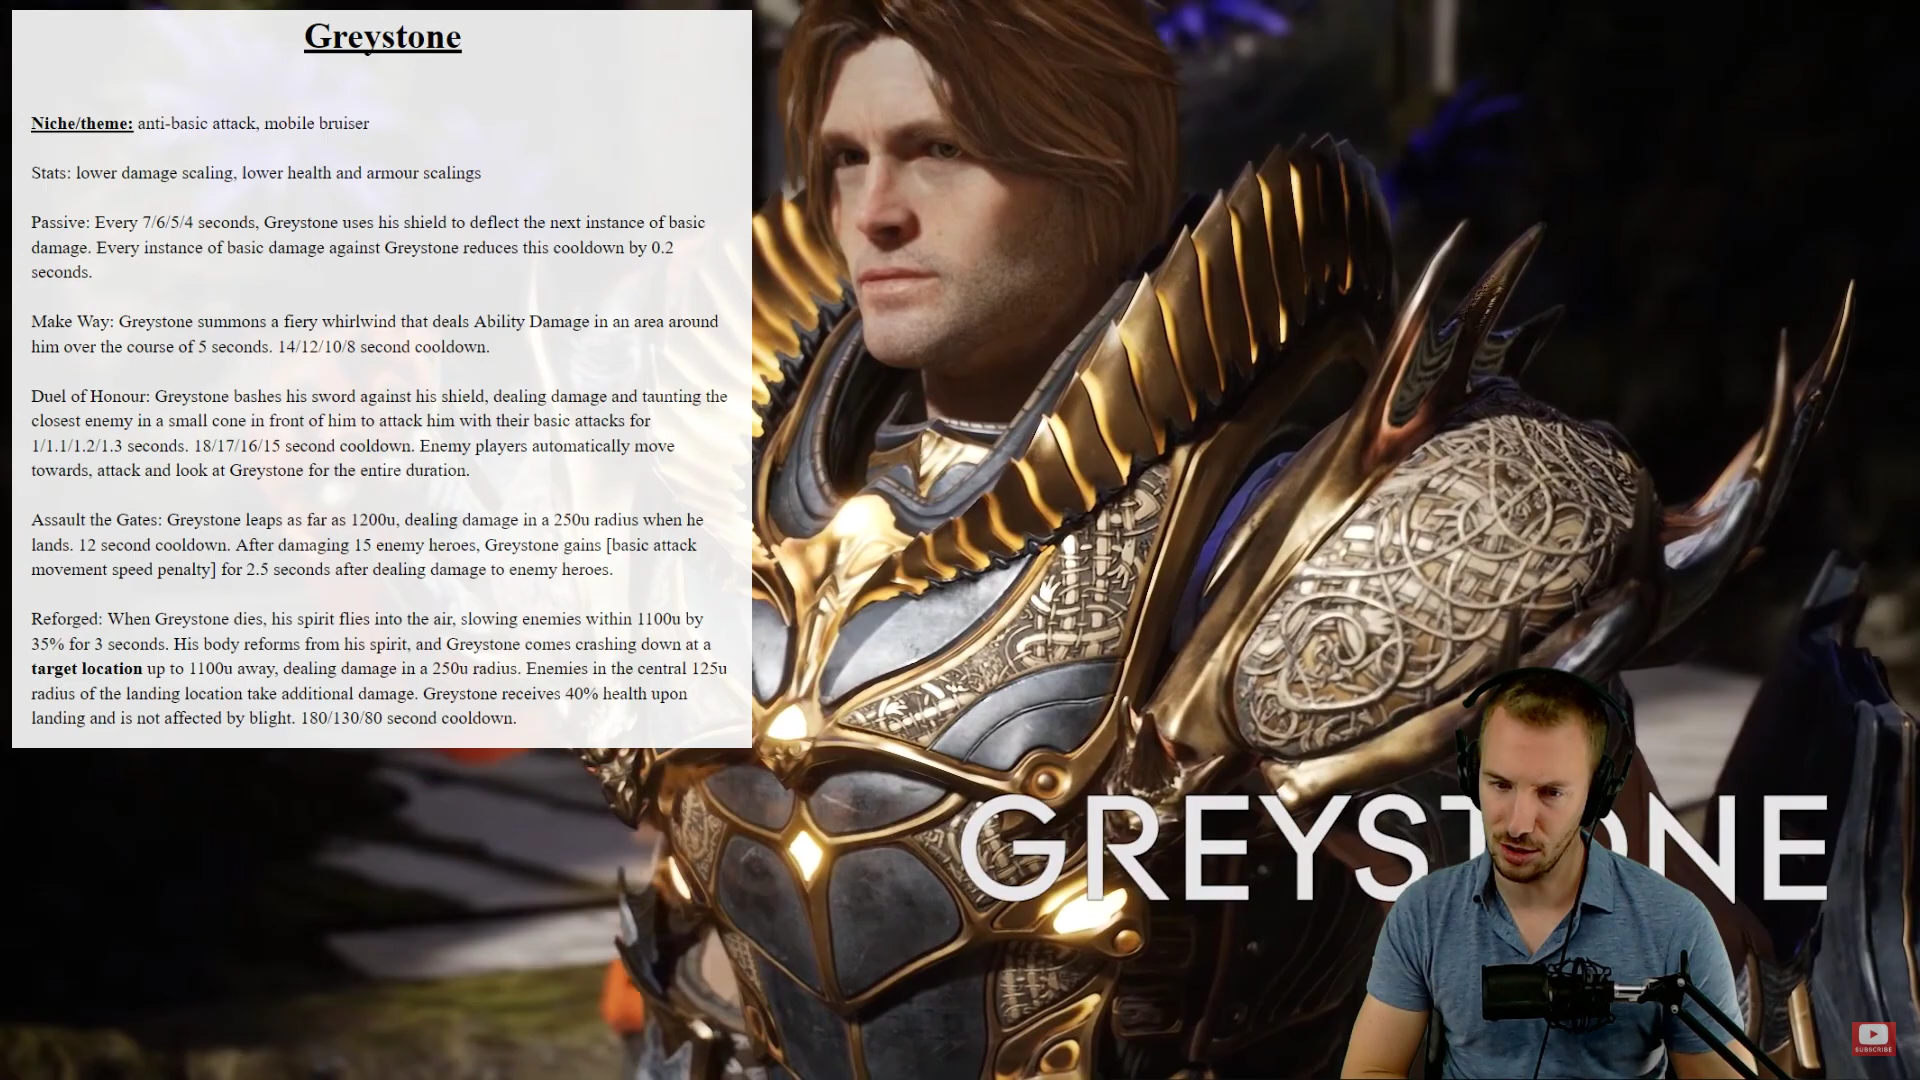 Greystone
Niche/theme: anti-basic attack, mobile bruiser
Stats: lower damage scaling, lower health and armour scalings
Passive: Every 7/6/5/4 seconds, Greystone uses his shield to deflect the next instance of basic
damage. Every instance of basic damage against Greystone reduces this cooldown by 0.2
seconds.
Make Way: Greystone summons a fiery whirlwind that deals Ability Damage in an area around
him over the course of 5 seconds. 14/12/10/8 second cooldown.
Duel of Honour: Greystone bashes his sword against his shield, dealing damage and taunting the
closest enemy in a small cone in front of him to attack him with their basic attacks for
1/1.1/1.2/1.3 seconds. 18/17/16/15 second cooldown. Enemy players automatically move
towards, attack and look at Greystone for the entire duration.
Assault the Gates: Greystone leaps as far as 1200u, dealing damage in a 250u radius when he
lands. 12 second cooldown. After damaging 15 enemy heroes, Greystone gains [basic attack
movement speed penalty] for 2.5 seconds after dealing damage to enemy heroes.
Reforged: When Greystone dies, his spirit flies into the air, slowing enemies within 1100u by
35% for 3 seconds. His body reforms from his spirit, and Greystone comes crashing down at a
target location up to 1100u away, dealing damage in a 250u radius. Enemies in the central 125u
radius of the landing location take additional damage. Greystone receives 40% health upon
landing and is not affected by blight. 180/130/80 second cooldown.
GREYSTONE
SUBSCRIBE